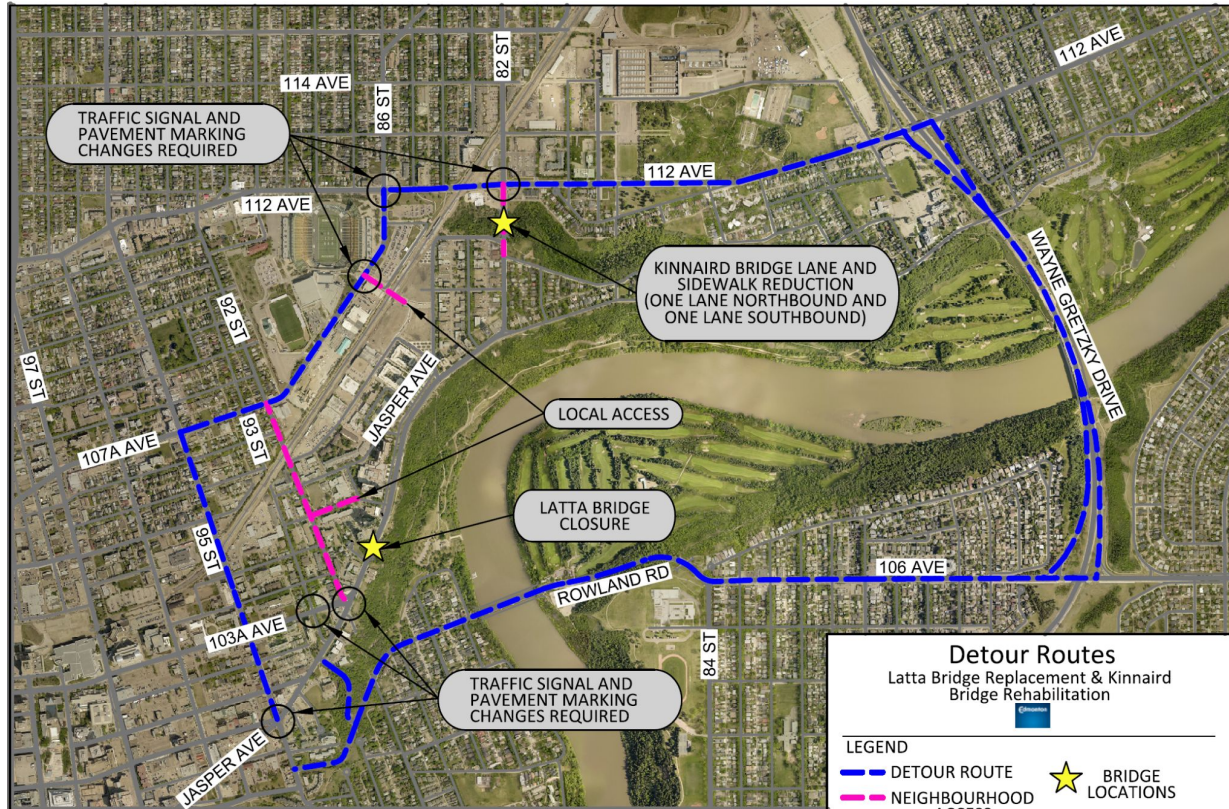 82 ST
112 AVE
114 AVE
86 ST
TRAFFIC SIGNAL AND
PAVEMENT MARKING
CHANGES REQUIRED
112 AVE
112 AVE
KINNAIRD BRIDGE LANE AND
SIDEWALK REDUCTION
(ONE LANE NORTHBOUND AND
ONE LANE SOUTHBOUND)
WAYNE GRETZKY DRIVE
92 ST
97 ST
JASPER AVE
LOCAL ACCESS
93 ST
107A AVE
LATTA BRIDGE
CLOSURE
95 ST
106 AVE
ROWLAND RD
103A AVE
84 ST
TRAFFIC SIGNAL AND
PAVEMENT MARKING
CHANGES REQUIRED
JASPER AVE
Detour Routes
Latta Bridge Replacement & Kinnaird
Bridge Rehabilitation
Edmonton
LEGEND
DETOUR ROUTE
BRIDGE
LOCATIONS
NEIGHBOURHOOD
ACCESS